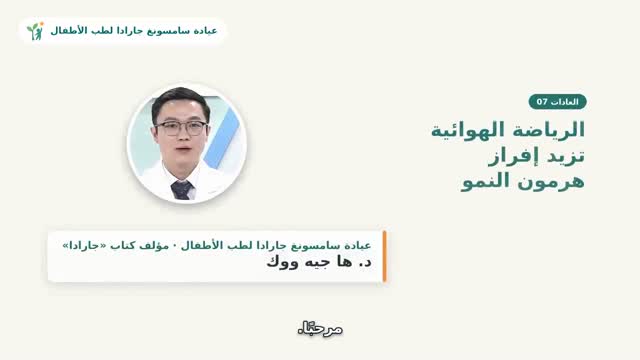 عيادة سامسونغ جارادا لطب الأطفال
العادات 07
الرياضة الهوائية
تزيد إفراز
هرمون النمو
عيادة سامسونغ جارادا لطب الأطفال · مؤلف كتاب «جارادا»
د. ها جيه ووك
مرحبًا.